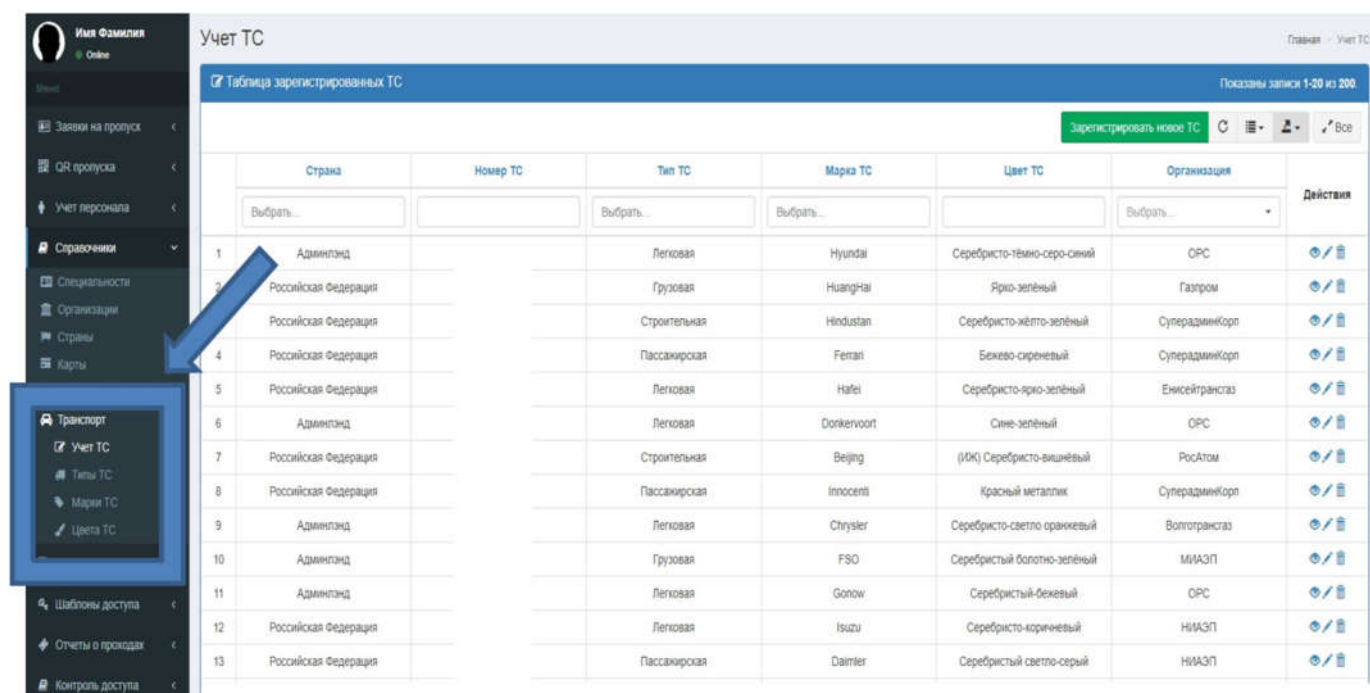 Имя Фамилия
Online
Меню
Заявки на пропуск
QR пропуска
Учет персонала
Справочники
Специальности
Организации
Страны
Карты
Транспорт
Учет ТС
Типы ТС
Марки ТС
Цвета ТС
Шаблоны доступа
Отчеты о проходах
Контроль доступа
Учет ТС
Главная Учет ТС
Таблица зарегистрированных ТС Показаны записи 1-20 из 200.
Зарегистрировать новое ТС Все
Страна Номер ТС Тип ТС Марка ТС Цвет ТС Организация Действия
Выбрать... Выбрать... Выбрать... Выбрать...
1 Админлэнд Легковая Hyundai Серебристо-тёмно-серо-синий ОРС
2 Российская Федерация Грузовая HuangHai Ярко-зелёный Газпром
Российская Федерация Строительная Hindustan Серебристо-жёлто-зелёный СуперадминКорп
4 Российская Федерация Пассажирская Ferrari Бежево-сиреневый СуперадминКорп
5 Российская Федерация Легковая Hafei Серебристо-ярко-зелёный Енисейтрансгаз
6 Админлэнд Легковая Donkervoort Сине-зелёный ОРС
7 Российская Федерация Строительная Beijing (ИЖ) Серебристо-вишнёвый РосАтом
8 Российская Федерация Пассажирская Innocenti Красный металлик СуперадминКорп
9 Админлэнд Легковая Chrysler Серебристо-светло оранжевый Волготрансгаз
10 Админлэнд Грузовая FSO Серебристый болотно-зелёный МИАЭП
11 Админлэнд Легковая Gonow Серебристый-бежевый ОРС
12 Российская Федерация Легковая Isuzu Серебристо-коричневый НИАЭП
13 Российская Федерация Пассажирская Daimler Серебристый светло-серый НИАЭП